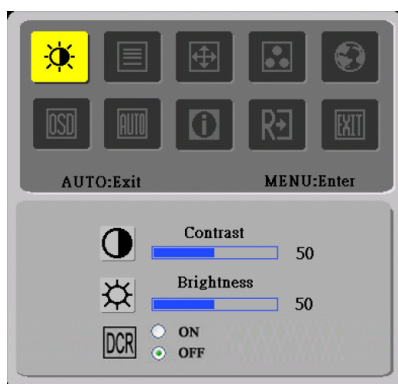 OSD AUTO i R EXIT
AUTO:Exit MENU:Enter
Contrast
50
Brightness
50
DCR
ON
OFF